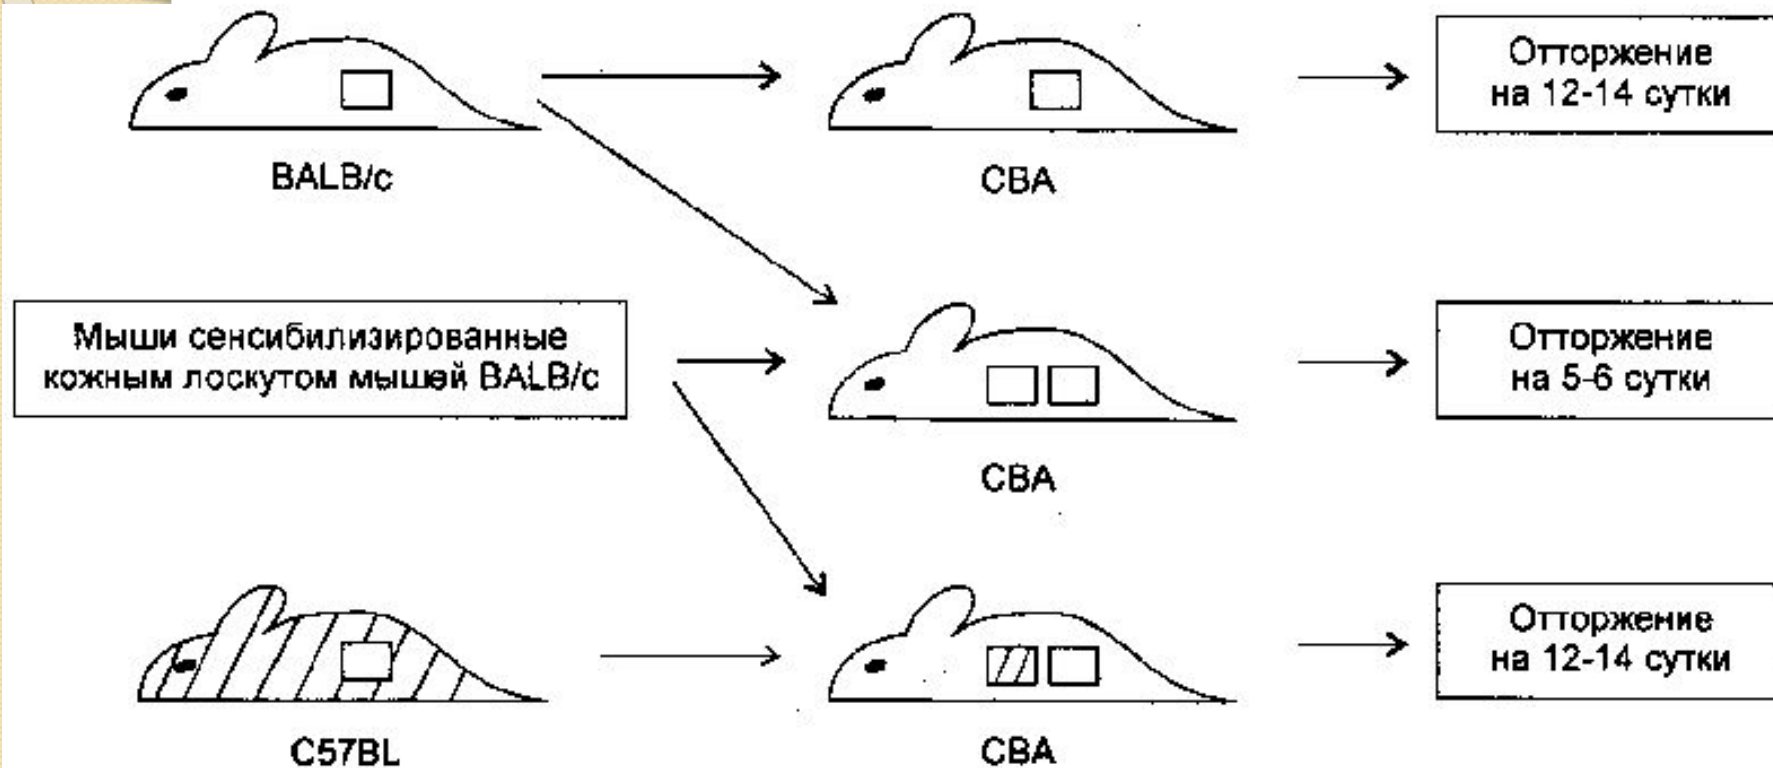 Отторжение
на 12-14 сутки
BALB/c
CBA
Мыши сенсибилизированные
кожным лоскутом мышей BALB/c
Отторжение
на 5-6 сутки
CBA
Отторжение
на 12-14 сутки
C57BL
CBA